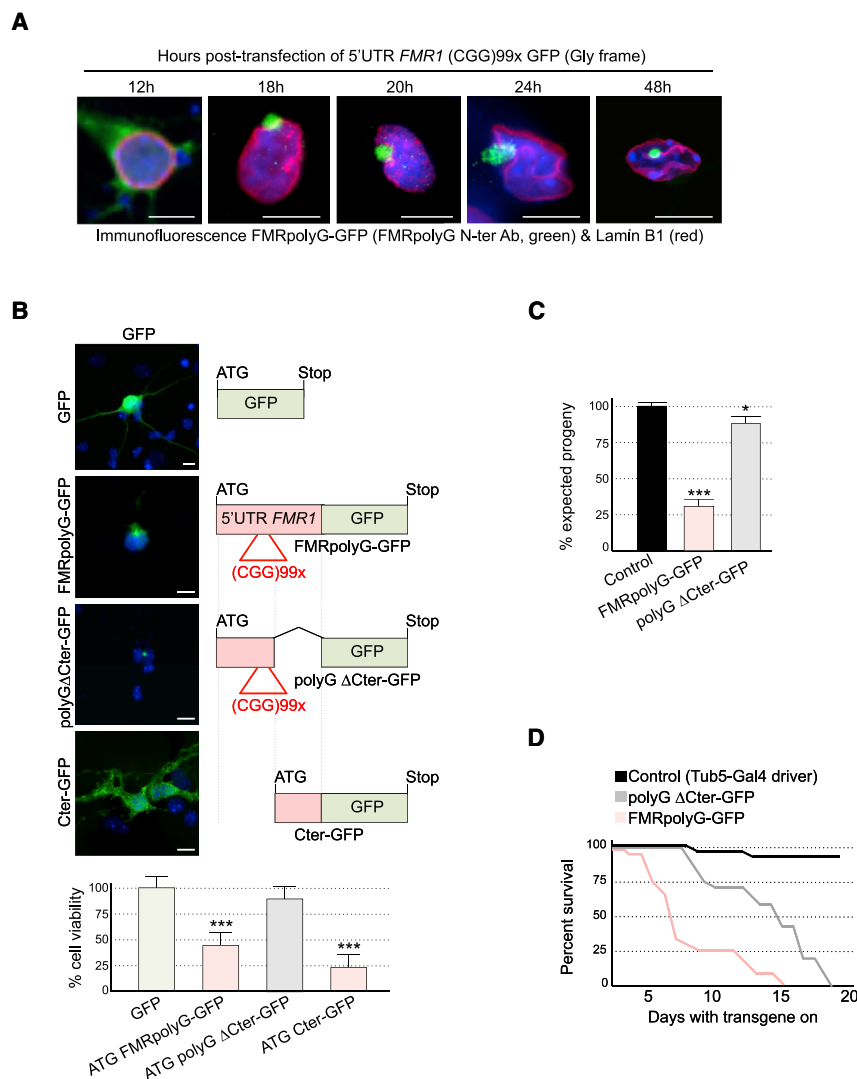 A
Hours post-transfection of 5'UTR FMR1 (CGG)99x GFP (Gly frame)
12h 18h 20h 24h 48h
Immunofluorescence FMRpolyG-GFP (FMRpolyG N-ter Ab, green) & Lamin B1 (red)
B
GFP
GFP
ATG Stop
GFP
FMRpolyG-GFP
ATG Stop
5'UTR FMR1 GFP
FMRpolyG-GFP
(CGG)99x
polyGΔCter-GFP
ATG Stop
GFP
polyG ΔCter-GFP
(CGG)99x
Cter-GFP
ATG Stop
GFP
Cter-GFP
% cell viability
100
75
50
25
*** ***
GFP
ATG FMRpolyG-GFP
ATG polyG ΔCter-GFP
ATG Cter-GFP
C
% expected progeny
100
75
50
25
0
*** *
Control
FMRpolyG-GFP
polyG ΔCter-GFP
D
Control (Tub5-Gal4 driver)
polyG ΔCter-GFP
FMRpolyG-GFP
Percent survival
100
75
50
25
0
5 10 15 20
Days with transgene on